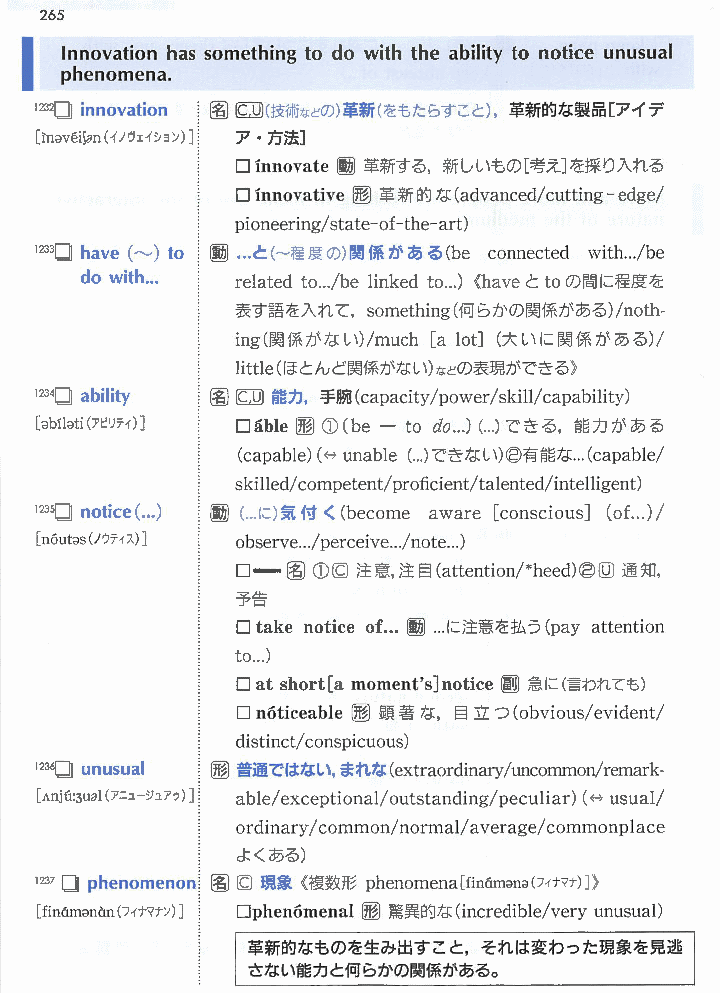 265
Innovation has something to do with the ability to notice unusual
phenomena.
1232 innovation 名 C,U (技術などの)革新(をもたらすこと), 革新的な製品[アイデ
[ìnəvéiʃən(イノヴェイション)] ア・方法]
□ ínnovate 動 革新する, 新しいもの[考え]を採り入れる
□ ínnovative 形 革新的な(advanced/cutting-edge/
pioneering/state-of-the-art)
1233 have (～) to 動 ...と(～程度の)関係がある(be connected with.../be
do with... related to.../be linked to...) 《haveとtoの間に程度を
表す語を入れて, something(何らかの関係がある)/noth-
ing(関係がない)/much [a lot] (大いに関係がある)/
little(ほとんど関係がない)などの表現ができる》
1234 ability 名 C,U 能力, 手腕(capacity/power/skill/capability)
[əbíləti(アビリティ)] □ áble 形 ①(be ― to do...) (...)できる, 能力がある
(capable) (⇔ unable (...)できない)②有能な...(capable/
skilled/competent/proficient/talented/intelligent)
1235 notice (...) 動 (...に)気付く(become aware [conscious] (of...)/
[nóutəs(ノウティス)] observe.../perceive.../note...)
□━ 名 ①C 注意, 注目(attention/*heed)②U 通知,
予告
□ take notice of... 動 ...に注意を払う(pay attention
to...)
□ at short[a moment's]notice 副 急に(言われても)
□ nóticeable 形 顕著な, 目立つ(obvious/evident/
distinct/conspicuous)
1236 unusual 形 普通ではない, まれな(extraordinary/uncommon/remark-
[ʌnjúːʒuəl(アニュージュアゥ)] able/exceptional/outstanding/peculiar) (⇔ usual/
ordinary/common/normal/average/commonplace
よくある)
1237 phenomenon 名 C 現象 《複数形 phenomena[finámənə(フィナマナ)]》
[finámənàn(フィナマナン)] □phenómenal 形 驚異的な(incredible/very unusual)
革新的なものを生み出すこと, それは変わった現象を見逃
さない能力と何らかの関係がある。